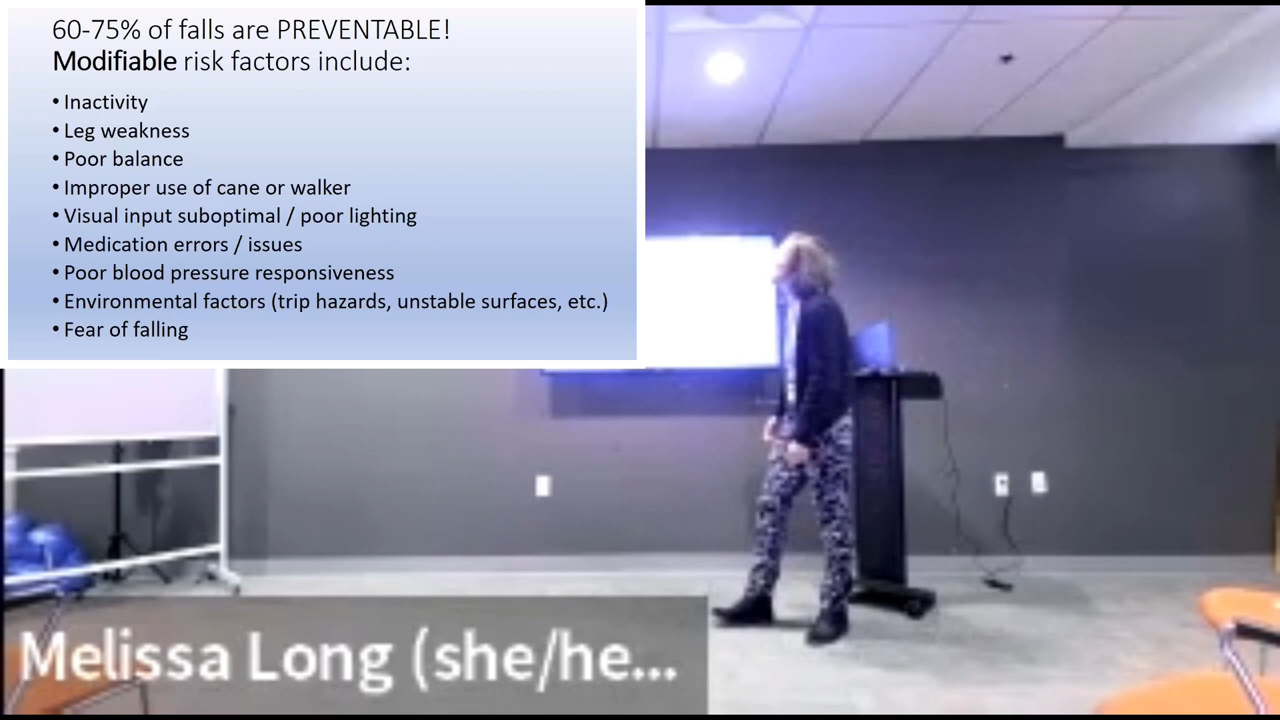 60-75% of falls are PREVENTABLE!
Modifiable risk factors include:
• Inactivity
• Leg weakness
• Poor balance
• Improper use of cane or walker
• Visual input suboptimal / poor lighting
• Medication errors / issues
• Poor blood pressure responsiveness
• Environmental factors (trip hazards, unstable surfaces, etc.)
• Fear of falling
Melissa Long (she/he...